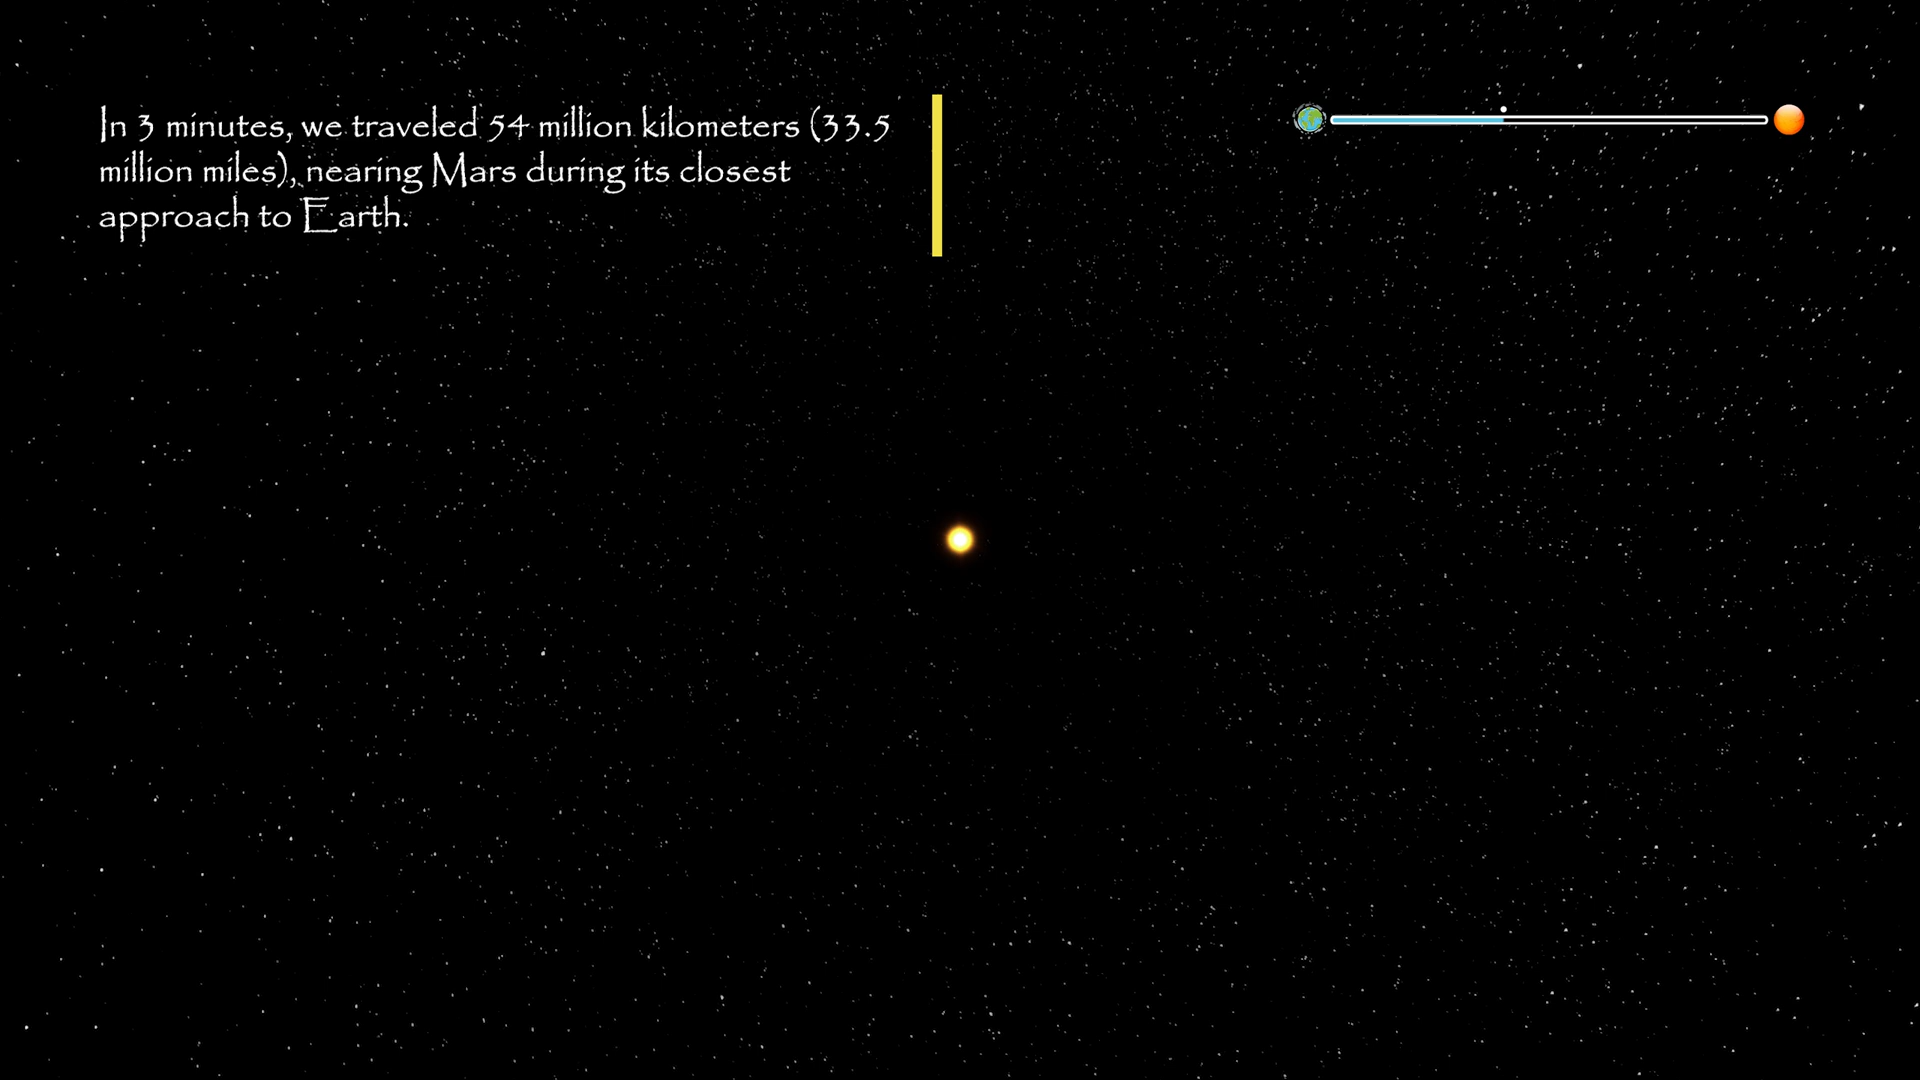 In 3 minutes, we traveled 54 million kilometers (33.5
million miles), nearing Mars during its closest
approach to Earth.